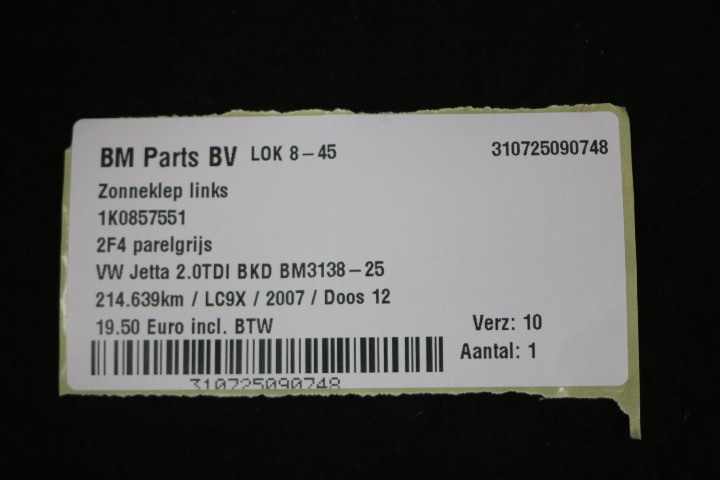 BM Parts BV LOK 8-45 310725090748
Zonneklep links
1K0857551
2F4 parelgrijs
VW Jetta 2.0TDI BKD BM3138-25
214.639km / LC9X / 2007 / Doos 12
19.50 Euro incl. BTW Verz: 10
Aantal: 1
310725090748